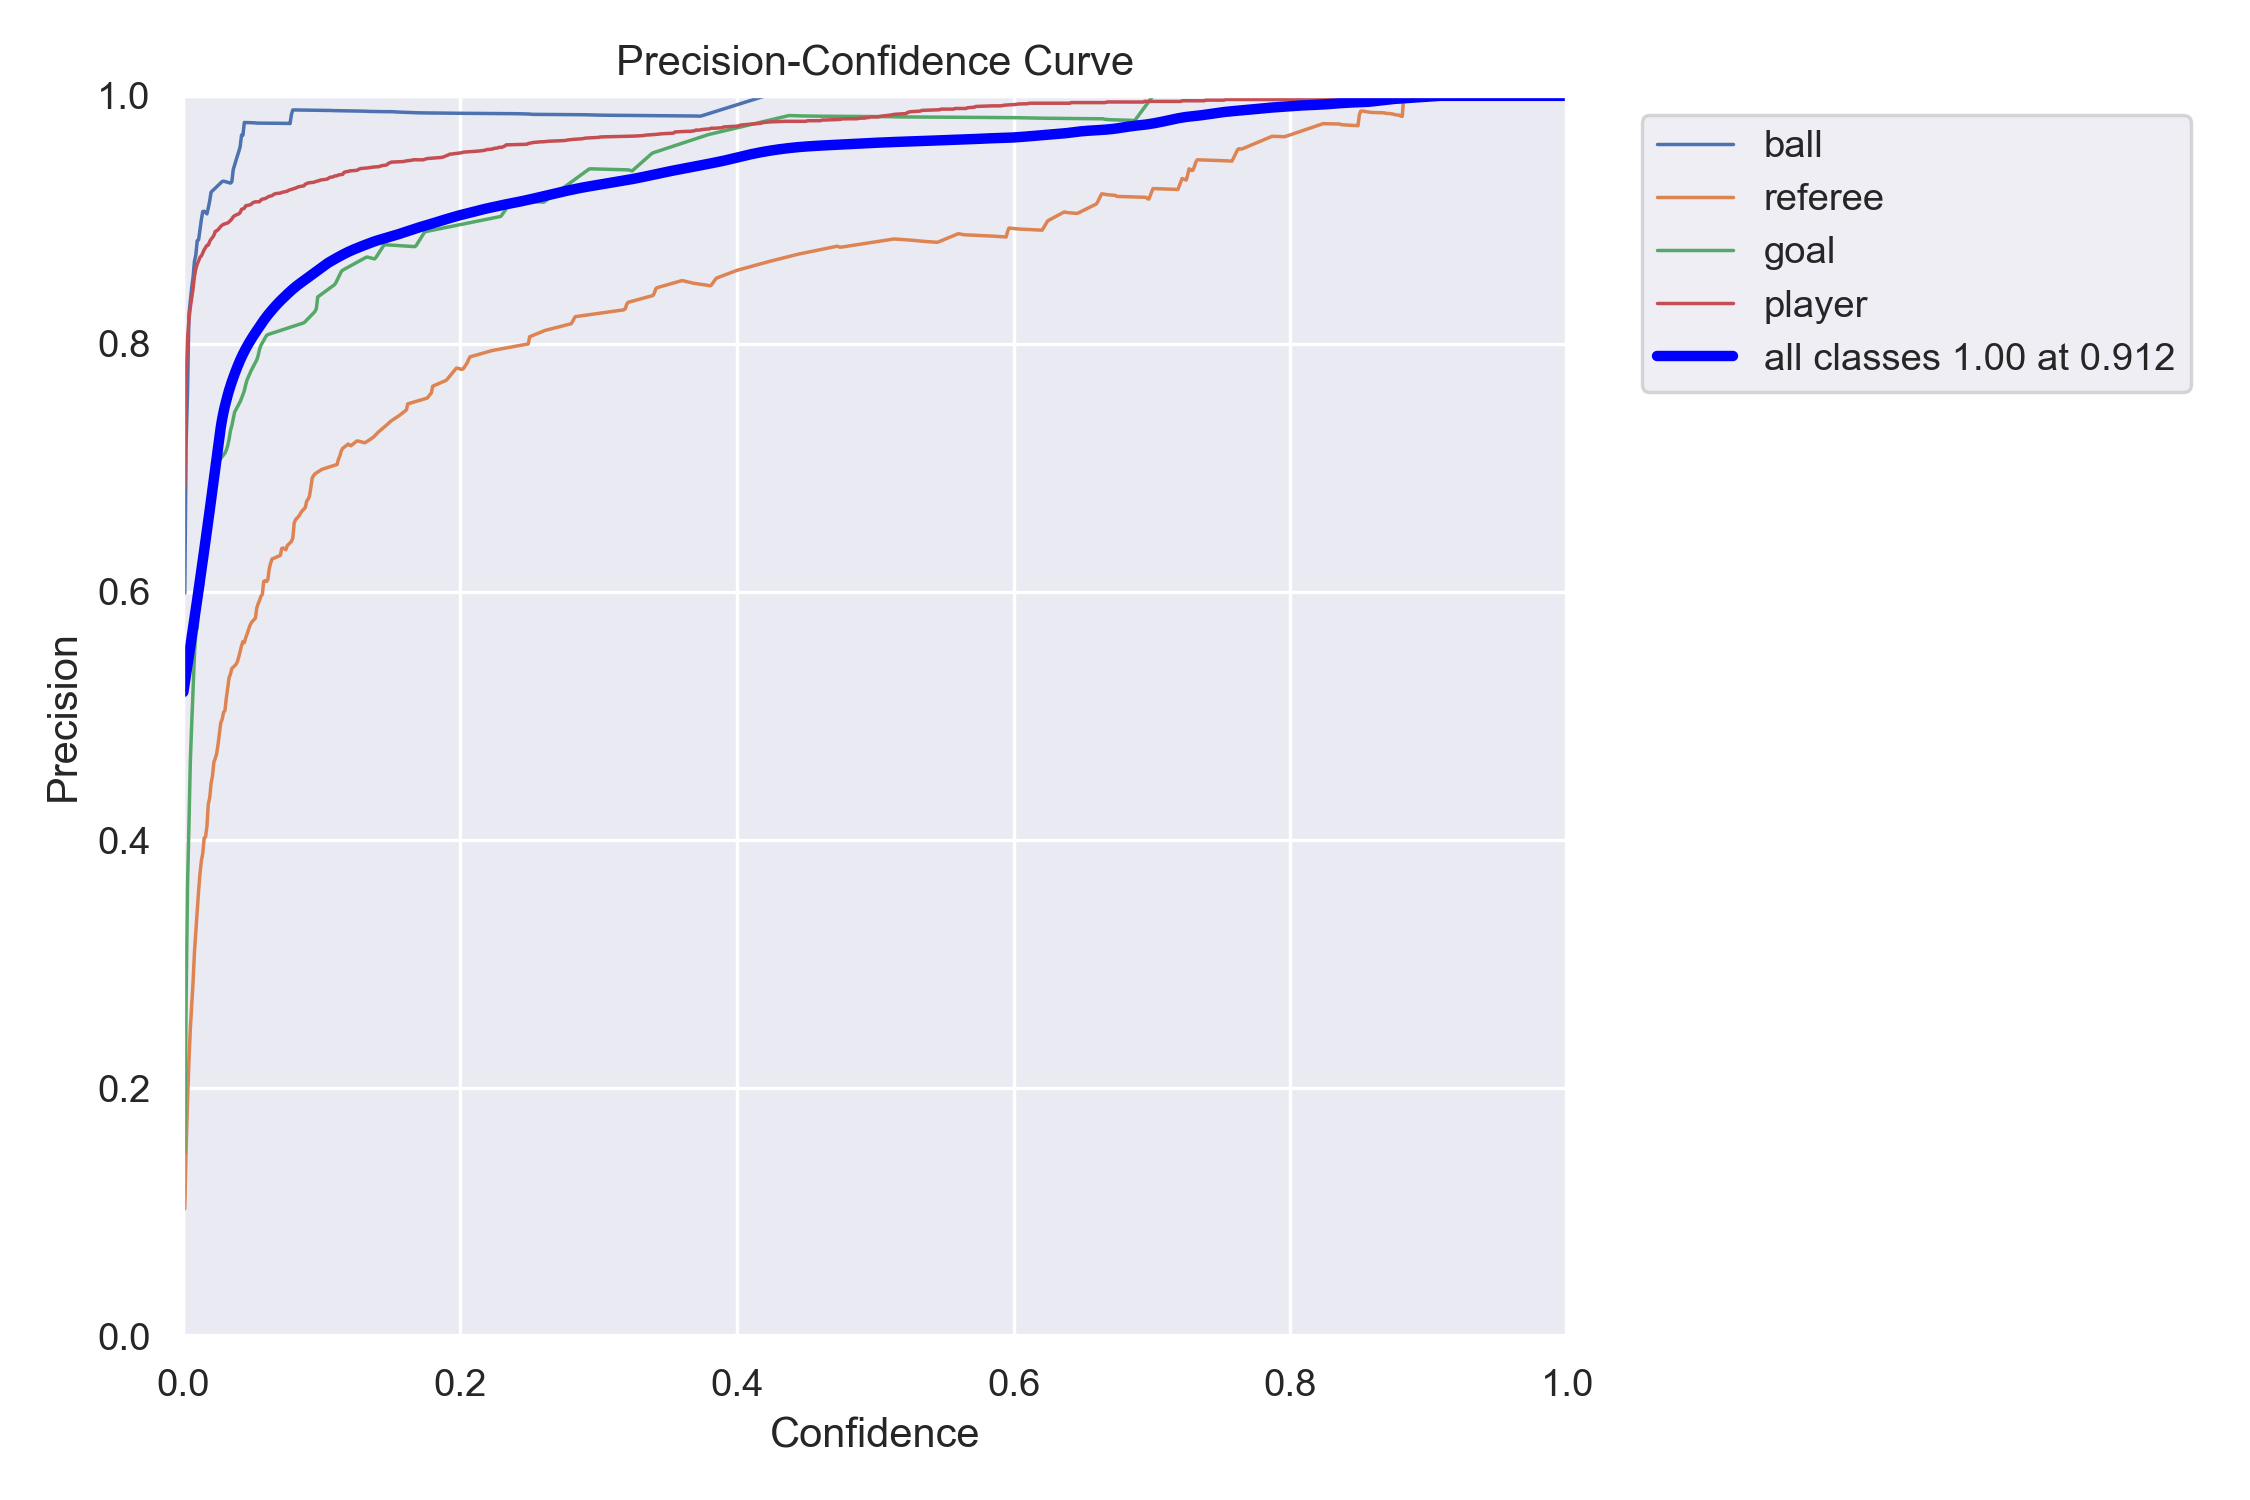 Precision-Confidence Curve
1.0
0.8
0.6
0.4
0.2
0.0
Precision
0.0 0.2 0.4 0.6 0.8 1.0
Confidence
ball
referee
goal
player
all classes 1.00 at 0.912